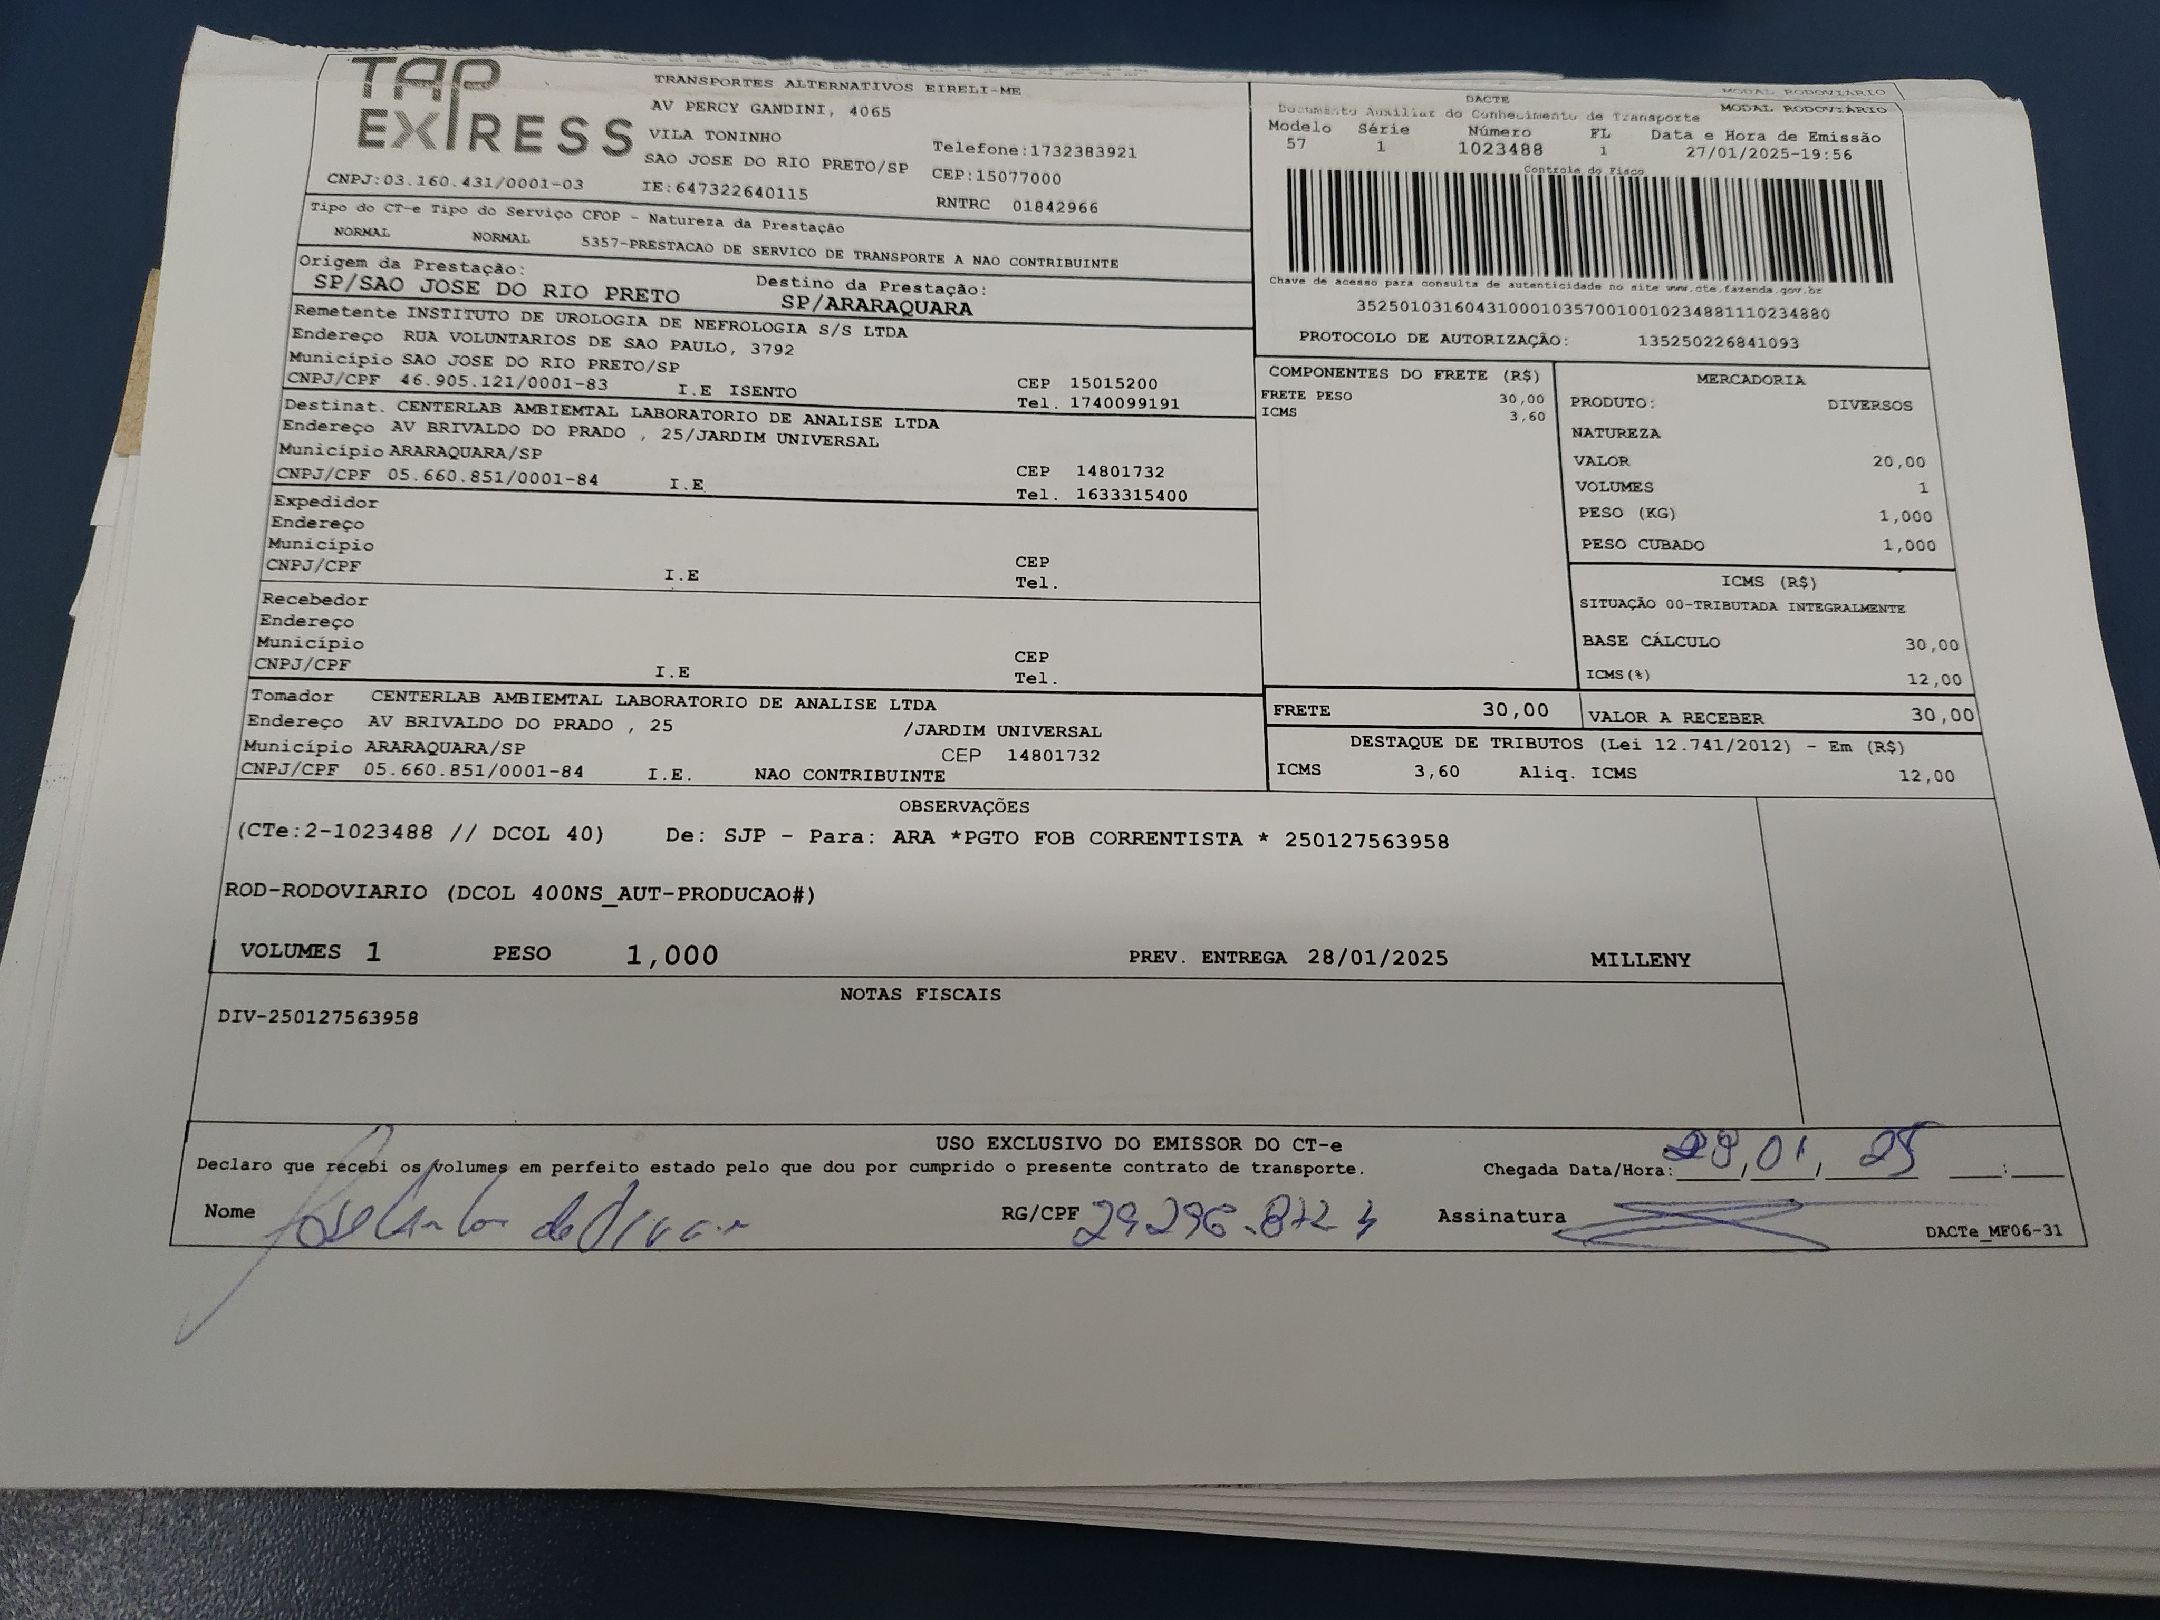 TAP
EXPRESS
CNPJ:03.160.431/0001-03
TRANSPORTES ALTERNATIVOS EIRELI-ME
AV PERCY GANDINI, 4065
VILA TONINHO
SAO JOSE DO RIO PRETO/SP
IE:647322640115
Telefone:1732383921
CEP:15077000
RNTRC 01842966
MODAL RODOVIÁRIO
DACTE MODAL RODOVIÁRIO
Documento Auxiliar do Conhecimento de Transporte
Modelo Série Número FL Data e Hora de Emissão
57 1 1023488 1 27/01/2025-19:56
Controle do Fisco
Chave de acesso para consulta de autenticidade no site www.cte.fazenda.gov.br
35250103160431000103570010010234881110234880
PROTOCOLO DE AUTORIZAÇÃO: 135250226841093
Tipo do CT-e Tipo do Serviço CFOP - Natureza da Prestação
NORMAL NORMAL 5357-PRESTACAO DE SERVICO DE TRANSPORTE A NAO CONTRIBUINTE
Origem da Prestação: Destino da Prestação:
SP/SAO JOSE DO RIO PRETO SP/ARARAQUARA
Remetente INSTITUTO DE UROLOGIA DE NEFROLOGIA S/S LTDA
Endereço RUA VOLUNTARIOS DE SAO PAULO, 3792
Município SAO JOSE DO RIO PRETO/SP CEP 15015200
CNPJ/CPF 46.905.121/0001-83 I.E ISENTO Tel. 1740099191
Destinat. CENTERLAB AMBIEMTAL LABORATORIO DE ANALISE LTDA
Endereço AV BRIVALDO DO PRADO , 25/JARDIM UNIVERSAL
Município ARARAQUARA/SP CEP 14801732
CNPJ/CPF 05.660.851/0001-84 I.E. Tel. 1633315400
Expedidor
Endereço
Município CEP
CNPJ/CPF I.E Tel.
Recebedor
Endereço
Município CEP
CNPJ/CPF I.E Tel.
Tomador CENTERLAB AMBIEMTAL LABORATORIO DE ANALISE LTDA
Endereço AV BRIVALDO DO PRADO , 25 /JARDIM UNIVERSAL
Município ARARAQUARA/SP CEP 14801732
CNPJ/CPF 05.660.851/0001-84 I.E. NAO CONTRIBUINTE
COMPONENTES DO FRETE (R$)
FRETE PESO 30,00
ICMS 3,60
MERCADORIA
PRODUTO: DIVERSOS
NATUREZA
VALOR 20,00
VOLUMES 1
PESO (KG) 1,000
PESO CUBADO 1,000
ICMS (R$)
SITUAÇÃO 00-TRIBUTADA INTEGRALMENTE
BASE CÁLCULO 30,00
ICMS(%) 12,00
FRETE 30,00 VALOR A RECEBER 30,00
DESTAQUE DE TRIBUTOS (Lei 12.741/2012) - Em (R$)
ICMS 3,60 Aliq. ICMS 12,00
OBSERVAÇÕES
(CTe:2-1023488 // DCOL 40) De: SJP - Para: ARA *PGTO FOB CORRENTISTA * 250127563958
ROD-RODOVIARIO (DCOL 400NS_AUT-PRODUCAO#)
VOLUMES 1 PESO 1,000 PREV. ENTREGA 28/01/2025 MILLENY
NOTAS FISCAIS
DIV-250127563958
USO EXCLUSIVO DO EMISSOR DO CT-e
Declaro que recebi os volumes em perfeito estado pelo que dou por cumprido o presente contrato de transporte. Chegada Data/Hora: 28, 01, 25 :
Nome RG/CPF 29296.872 Assinatura
DACTe_MF06-31